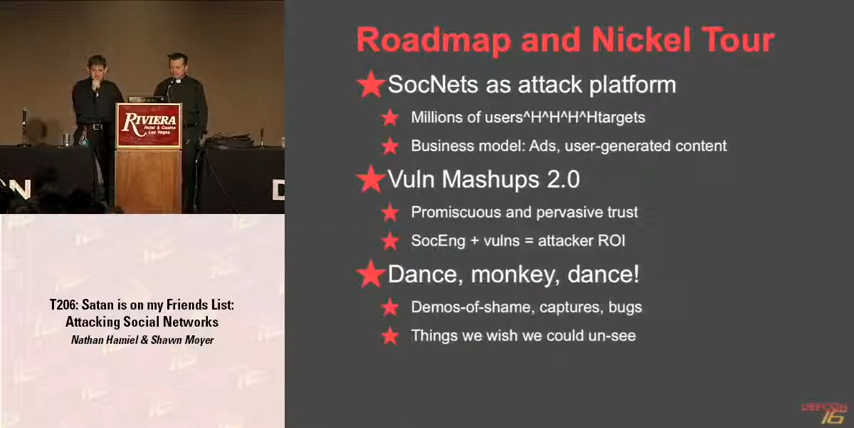 Roadmap and Nickel Tour
SocNets as attack platform
Millions of users^H^H^H^Htargets
Business model: Ads, user-generated content
Vuln Mashups 2.0
Promiscuous and pervasive trust
SocEng + vulns = attacker ROI
Dance, monkey, dance!
Demos-of-shame, captures, bugs
Things we wish we could un-see
RIVIERA
Hotel & Casino
Las Vegas
T206: Satan is on my Friends List:
Attacking Social Networks
Nathan Hamiel & Shawn Moyer
DEFCON
16